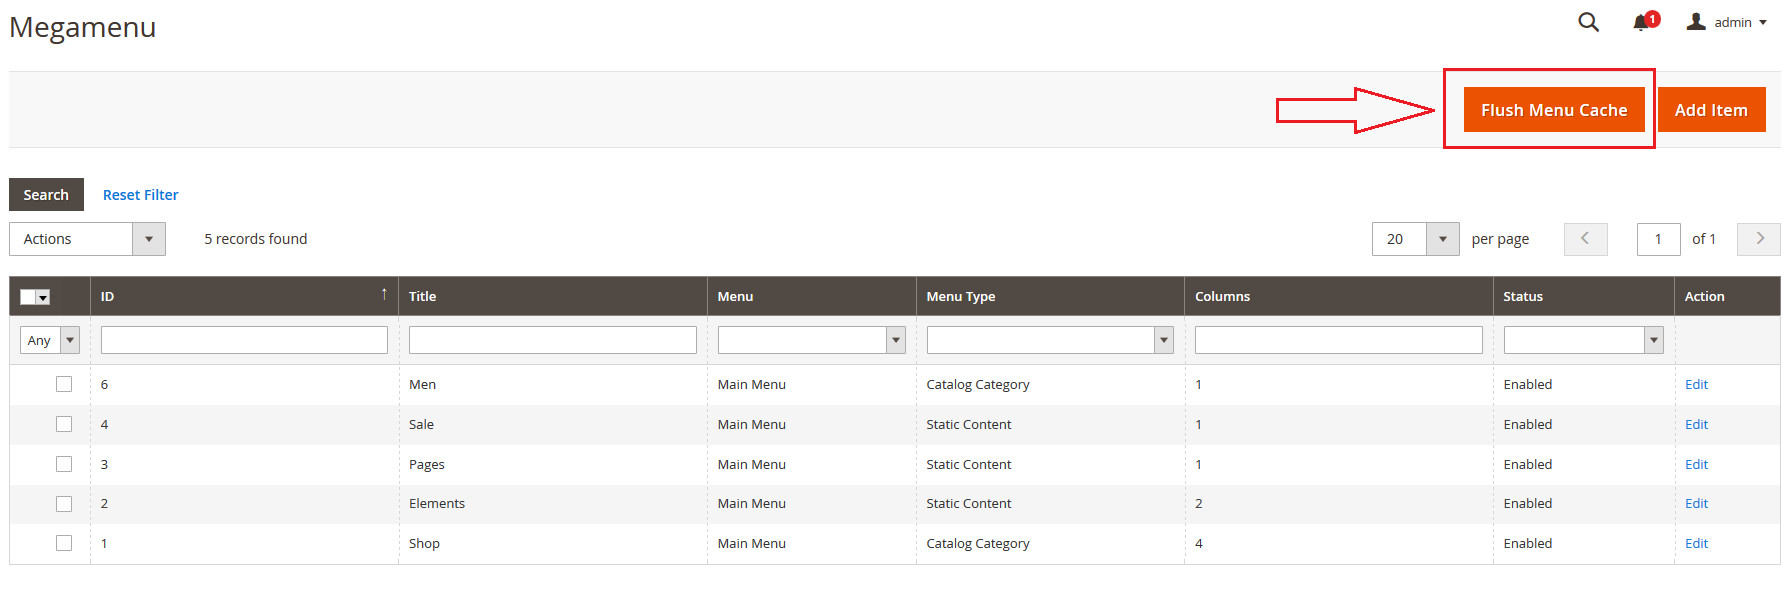 Megamenu
1
admin
Flush Menu Cache Add Item
Search Reset Filter
Actions 5 records found 20 per page 1 of 1
ID Title Menu Menu Type Columns Status Action
Any
6 Men Main Menu Catalog Category 1 Enabled Edit
4 Sale Main Menu Static Content 1 Enabled Edit
3 Pages Main Menu Static Content 1 Enabled Edit
2 Elements Main Menu Static Content 2 Enabled Edit
1 Shop Main Menu Catalog Category 4 Enabled Edit